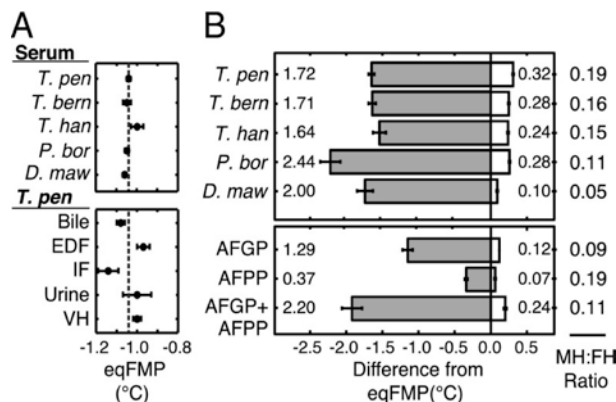 A
Serum
T. pen
T. bern
T. han
P. bor
D. maw
T. pen
Bile
EDF
IF
Urine
VH
-1.2 -1.0 -0.8
eqFMP
(°C)
B
T. pen 1.72 0.32 0.19
T. bern 1.71 0.28 0.16
T. han 1.64 0.24 0.15
P. bor 2.44 0.28 0.11
D. maw 2.00 0.10 0.05
AFGP 1.29 0.12 0.09
AFPP 0.37 0.07 0.19
AFGP+ 2.20 0.24 0.11
AFPP
-2.5 -2.0 -1.5 -1.0 -0.5 0.0 0.5
Difference from
eqFMP(°C)
MH:FH
Ratio